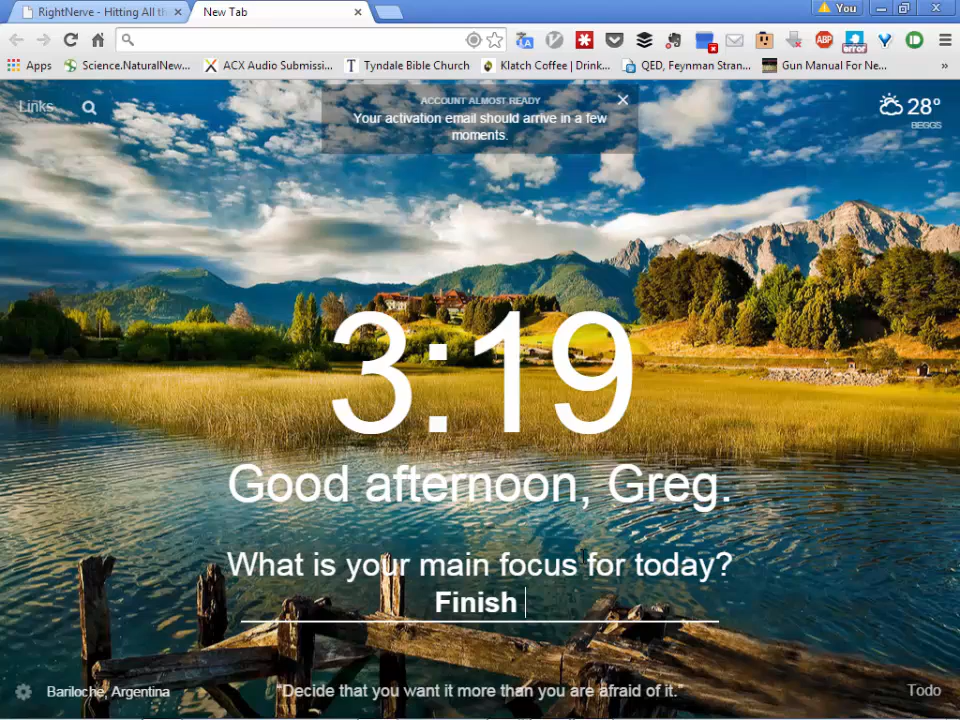 RightNerve - Hitting All th
New Tab
You
Apps
Science.NaturalNew...
ACX Audio Submissi...
Tyndale Bible Church
Klatch Coffee | Drink...
QED, Feynman Stran...
Gun Manual For Ne...
»
Links
ACCOUNT ALMOST READY
Your activation email should arrive in a few
moments.
28°
BEGGS
3:19
Good afternoon, Greg.
What is your main focus for today?
Finish
Bariloche, Argentina
"Decide that you want it more than you are afraid of it."
Todo
ABP
error